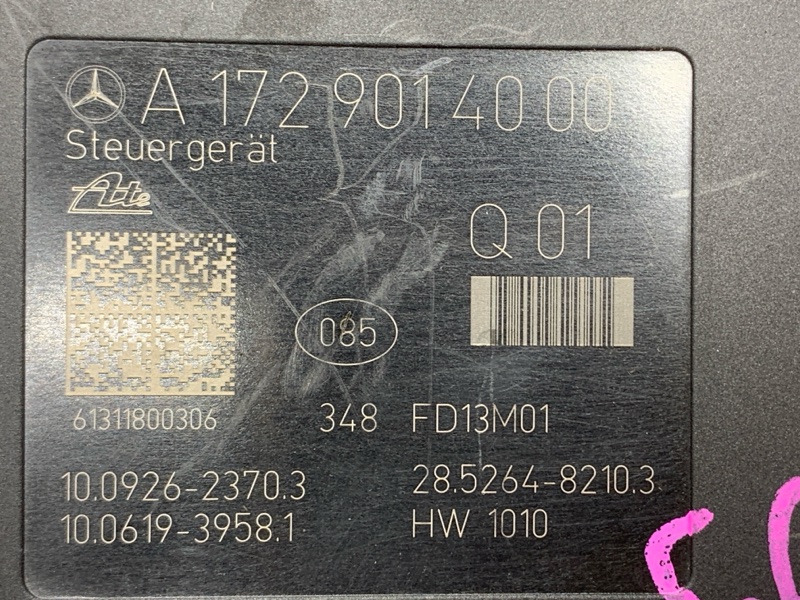 A 172 901 40 00
Steuergerät
Ate
Q 01
085
61311800306 348 FD13M01
10.0926-2370.3 28.5264-8210.3
10.0619-3958.1 HW 1010